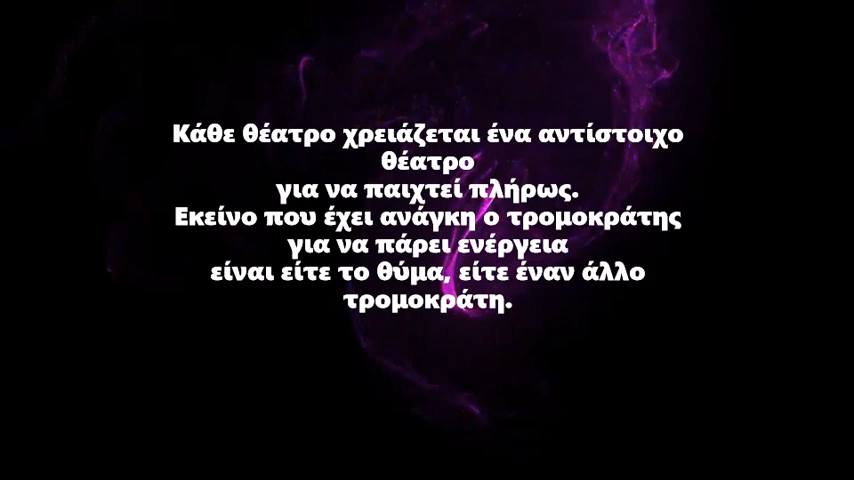 Κάθε θέατρο χρειάζεται ένα αντίστοιχο
θέατρο
για να παιχτεί πλήρως.
Εκείνο που έχει ανάγκη ο τρομοκράτης
για να πάρει ενέργεια
είναι είτε το θύμα, είτε έναν άλλο
τρομοκράτη.